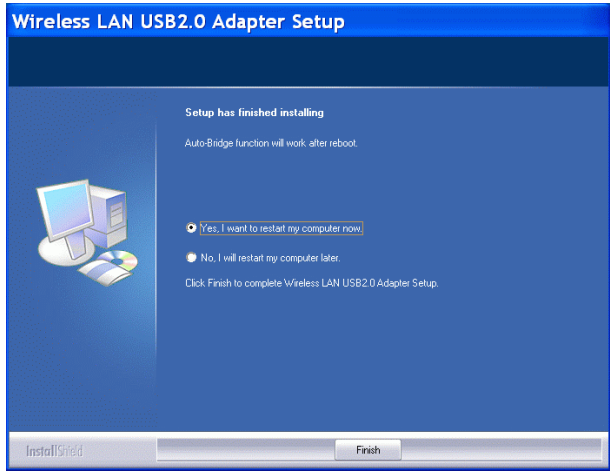 Wireless LAN USB2.0 Adapter Setup
Setup has finished installing
Auto-Bridge function will work after reboot.
Yes, I want to restart my computer now.
No, I will restart my computer later.
Click Finish to complete Wireless LAN USB2.0 Adapter Setup.
InstallShield
Finish